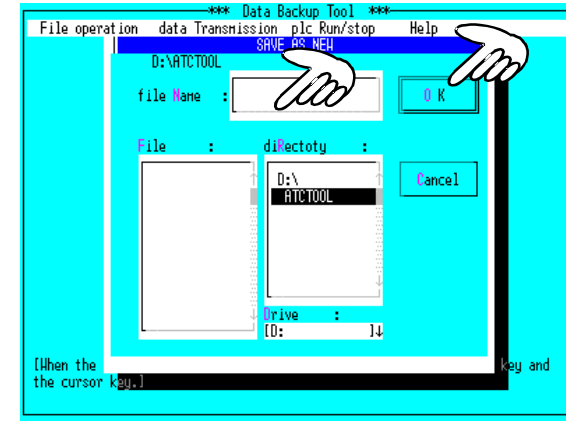 *** Data Backup Tool ***
File operation data Transmission plc Run/stop Help
SAVE AS NEW
D:\ATCTOOL
file Name :
O K
File : diRectoty :
D:\
ATCTOOL
Cancel
Drive :
[D: ]↓
[When the key and
the cursor key.]